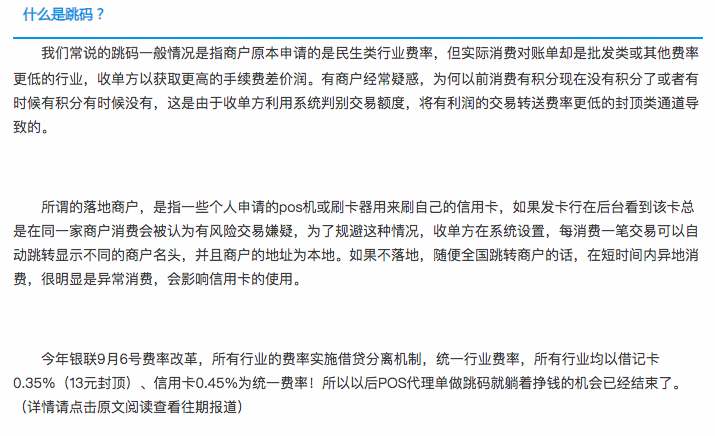 什么是跳码？
我们常说的跳码一般情况是指商户原本申请的是民生类行业费率，但实际消费对账单却是批发类或其他费率
更低的行业，收单方以获取更高的手续费差价润。有商户经常疑惑，为何以前消费有积分现在没有积分了或者有
时候有积分有时候没有，这是由于收单方利用系统判别交易额度，将有利润的交易转送费率更低的封顶类通道导
致的。
所谓的落地商户，是指一些个人申请的pos机或刷卡器用来刷自己的信用卡，如果发卡行在后台看到该卡总
是在同一家商户消费会被认为有风险交易嫌疑，为了规避这种情况，收单方在系统设置，每消费一笔交易可以自
动跳转显示不同的商户名头，并且商户的地址为本地。如果不落地，随便全国跳转商户的话，在短时间内异地消
费，很明显是异常消费，会影响信用卡的使用。
今年银联9月6号费率改革，所有行业的费率实施借贷分离机制，统一行业费率，所有行业均以借记卡
0.35%（13元封顶）、信用卡0.45%为统一费率！所以以后POS代理单做跳码就躺着挣钱的机会已经结束了。
（详情请点击原文阅读查看往期报道）